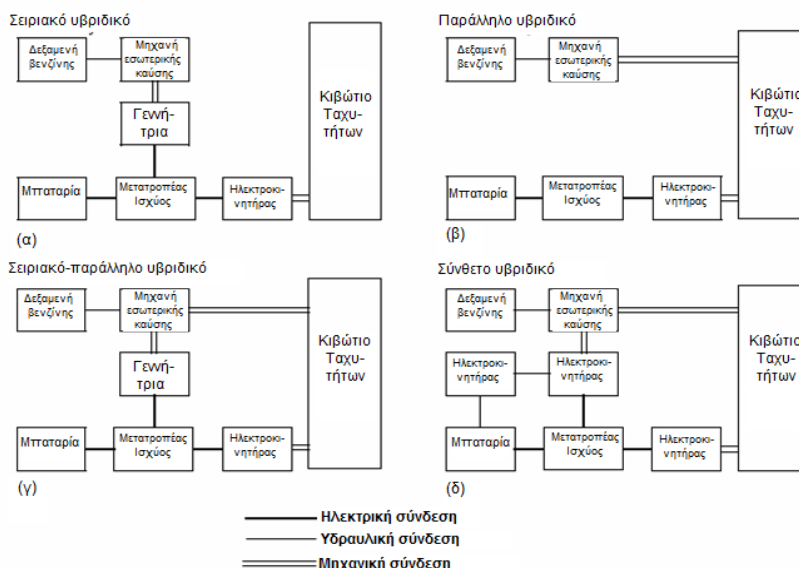 Σειριακό υβριδικό
Δεξαμενή
βενζίνης
Μηχανή
εσωτερικής
καύσης
Γεννή-
τρια
Μπαταρία
Μετατροπέας
Ισχύος
Ηλεκτροκι-
νητήρας
Κιβώτιο
Ταχυ-
τήτων
(α)
Παράλληλο υβριδικό
Δεξαμενή
βενζίνης
Μηχανή
εσωτερικής
καύσης
Μπαταρία
Μετατροπέας
Ισχύος
Ηλεκτροκι-
νητήρας
Κιβώτιο
Ταχυ-
τήτων
(β)
Σειριακό-παράλληλο υβριδικό
Δεξαμενή
βενζίνης
Μηχανή
εσωτερικής
καύσης
Γεννή-
τρια
Μπαταρία
Μετατροπέας
Ισχύος
Ηλεκτροκι-
νητήρας
Κιβώτιο
Ταχυ-
τήτων
(γ)
Σύνθετο υβριδικό
Δεξαμενή
βενζίνης
Μηχανή
εσωτερικής
καύσης
Ηλεκτροκι-
νητήρας
Ηλεκτροκι-
νητήρας
Μπαταρία
Μετατροπέας
Ισχύος
Ηλεκτροκι-
νητήρας
Κιβώτιο
Ταχυ-
τήτων
(δ)
Ηλεκτρική σύνδεση
Υδραυλική σύνδεση
Μηχανική σύνδεση